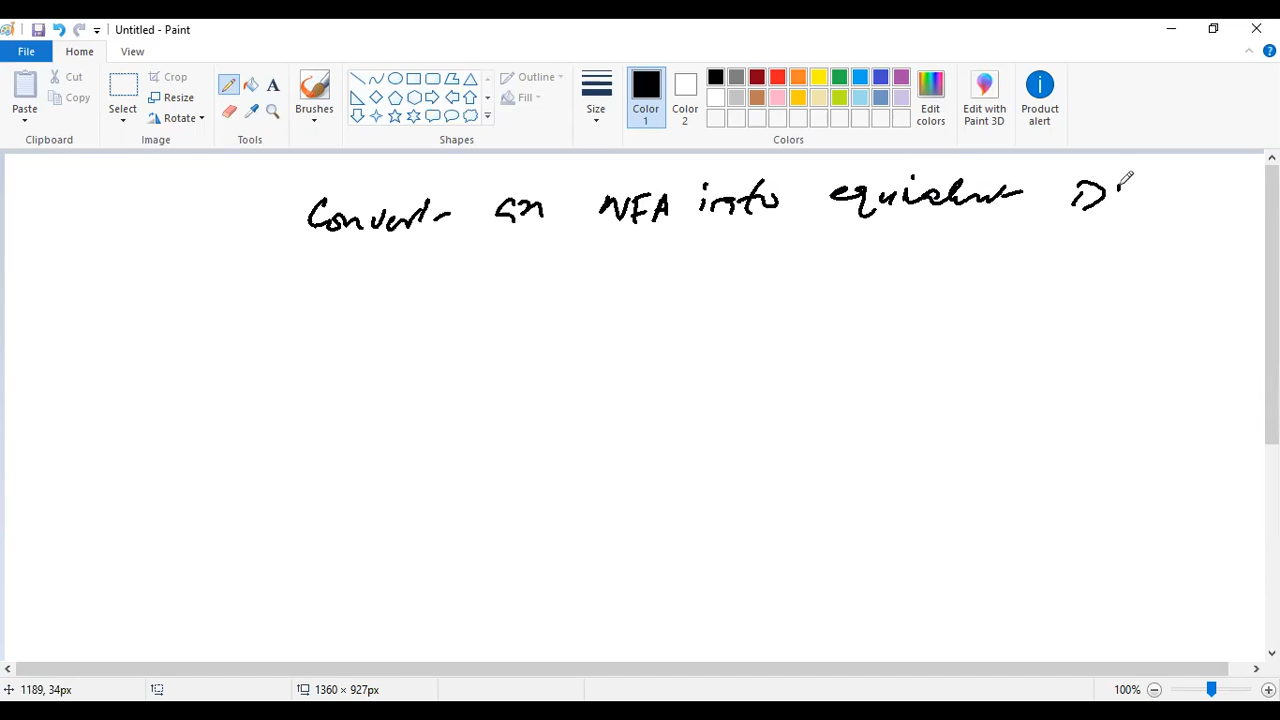 Untitled - Paint
File Home View
Paste Cut Copy Clipboard
Select Crop Resize Rotate Image
Tools
Brushes
Outline Fill Shapes
Size
Color 1 Color 2 Edit colors Colors
Edit with Paint 3D
Product alert
Convert an NFA into equivalent D
1189, 34px 1360 × 927px 100%